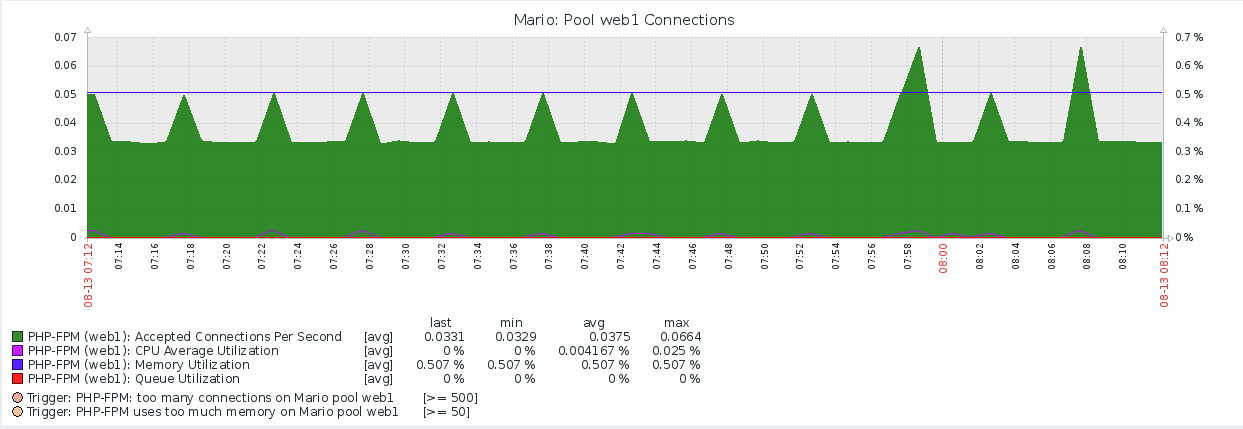 Mario: Pool web1 Connections
0.07 0.7 %
0.06 0.6 %
0.05 0.5 %
0.04 0.4 %
0.03 0.3 %
0.02 0.2 %
0.01 0.1 %
0 0 %
08-13 07:12 07:14 07:16 07:18 07:20 07:22 07:24 07:26 07:28 07:30 07:32 07:34 07:36 07:38 07:40 07:42 07:44 07:46 07:48 07:50 07:52 07:54 07:56 07:58 08:00 08:02 08:04 08:06 08:08 08:10 08-13 08:12
last min avg max
PHP-FPM (web1): Accepted Connections Per Second [avg] 0.0331 0.0329 0.0375 0.0664
PHP-FPM (web1): CPU Average Utilization [avg] 0 % 0 % 0.004167 % 0.025 %
PHP-FPM (web1): Memory Utilization [avg] 0.507 % 0.507 % 0.507 % 0.507 %
PHP-FPM (web1): Queue Utilization [avg] 0 % 0 % 0 % 0 %
Trigger: PHP-FPM: too many connections on Mario pool web1 [>= 500]
Trigger: PHP-FPM uses too much memory on Mario pool web1 [>= 50]